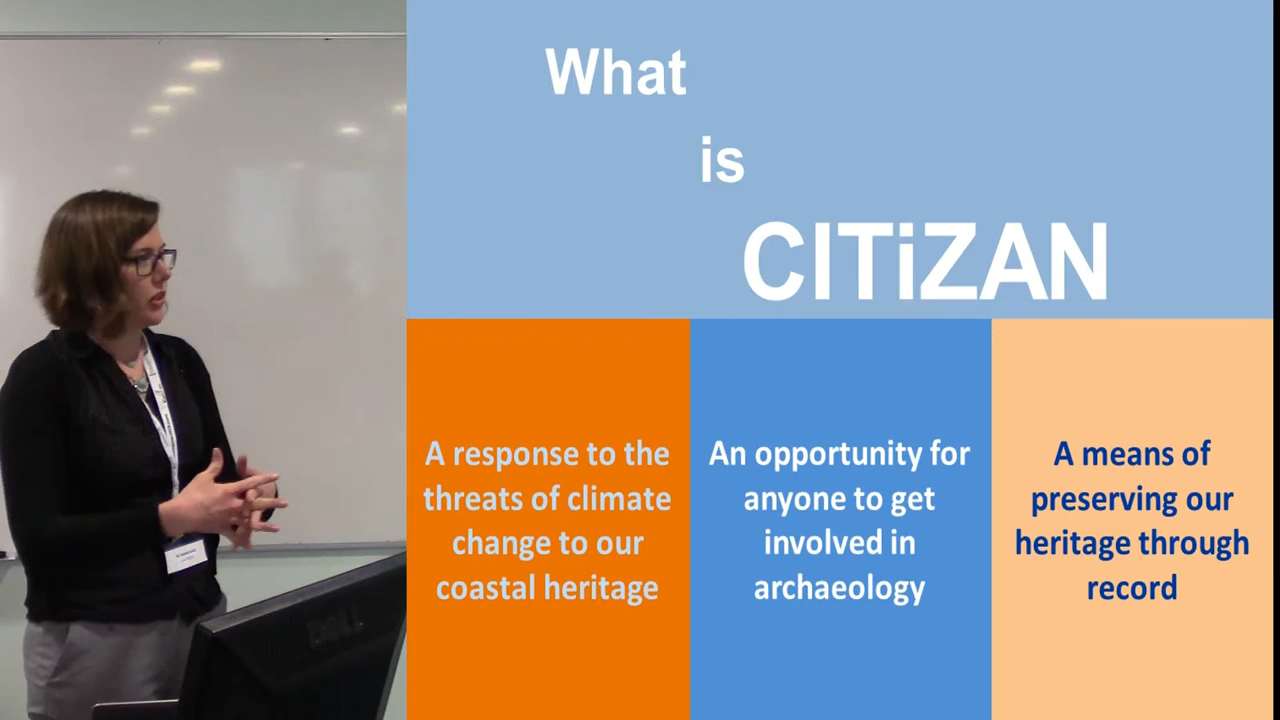 What
is
CITiZAN
A response to the
threats of climate
change to our
coastal heritage
An opportunity for
anyone to get
involved in
archaeology
A means of
preserving our
heritage through
record
DELL